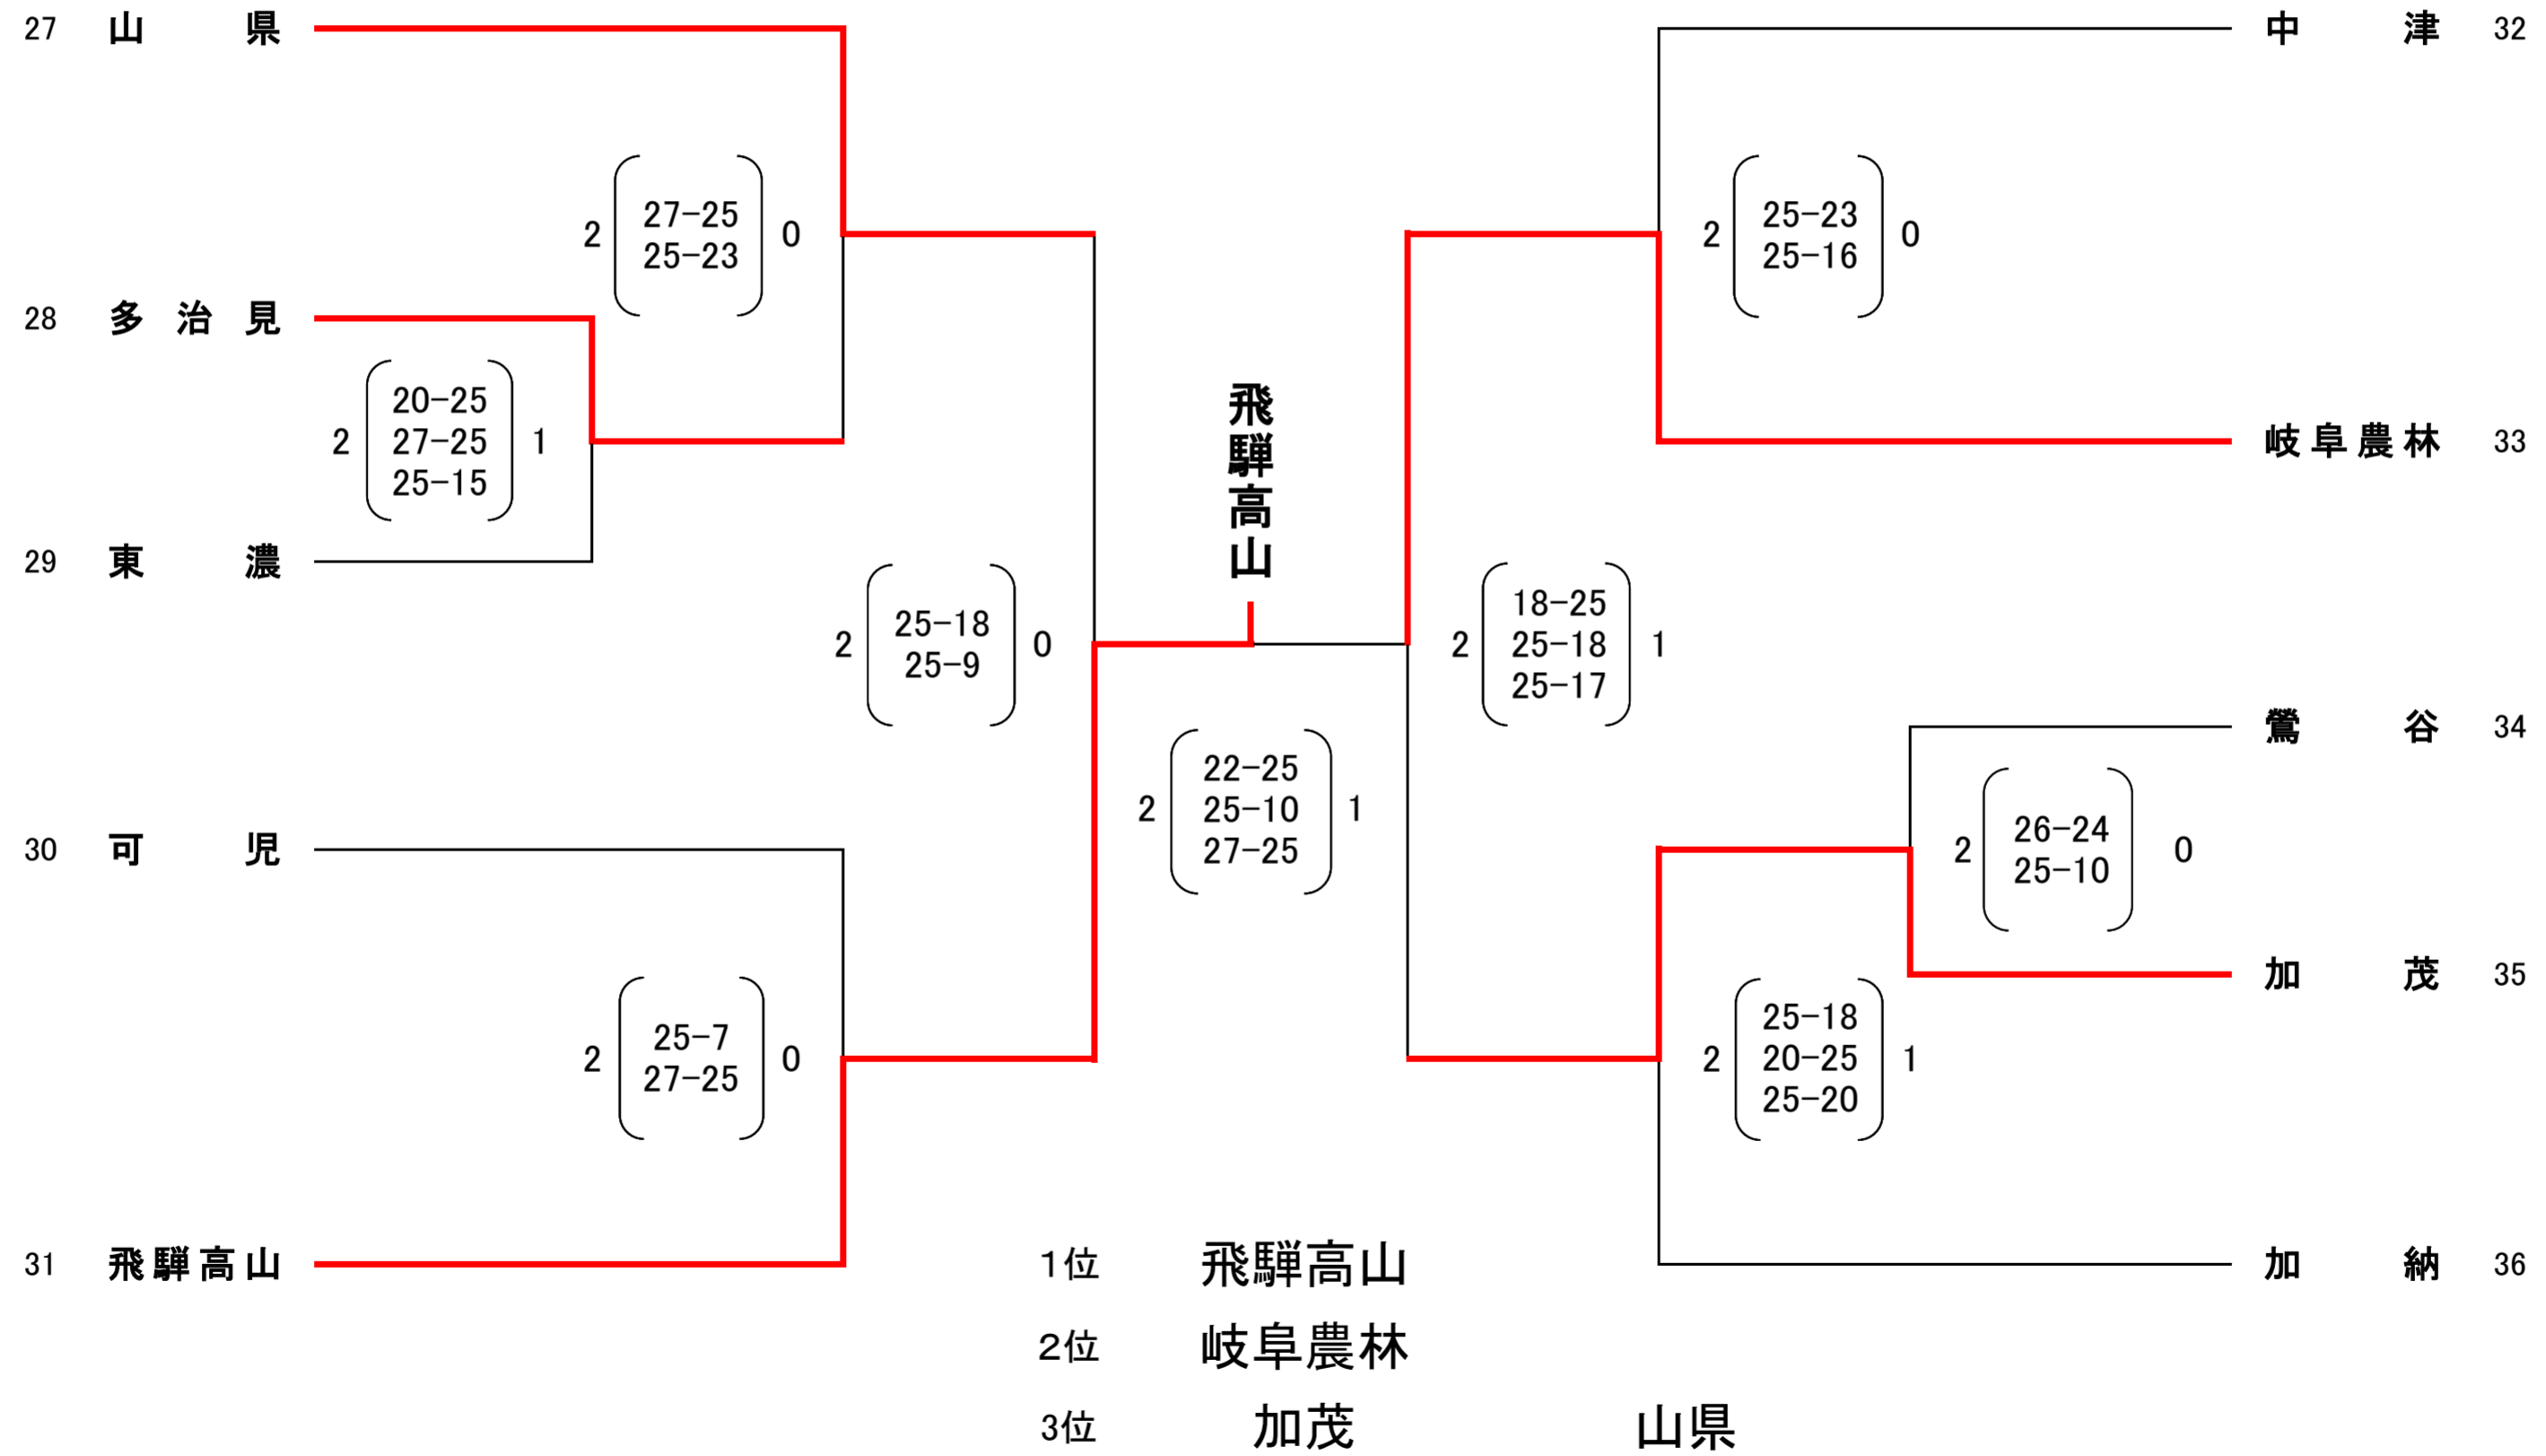 27 山県
中津 32
2 27-25 0
25-23
2 25-23 0
25-16
28 多治見
2 20-25 1
27-25
25-15
29 東濃
飛騨高山
岐阜農林 33
2 25-18 0
25-9
2 18-25 1
25-18
25-17
2 22-25 1
25-10
27-25
鶯谷 34
2 26-24 0
25-10
加茂 35
30 可児
2 25-7 0
27-25
2 25-18 1
20-25
25-20
31 飛騨高山
加納 36
1位 飛騨高山
2位 岐阜農林
3位 加茂 山県